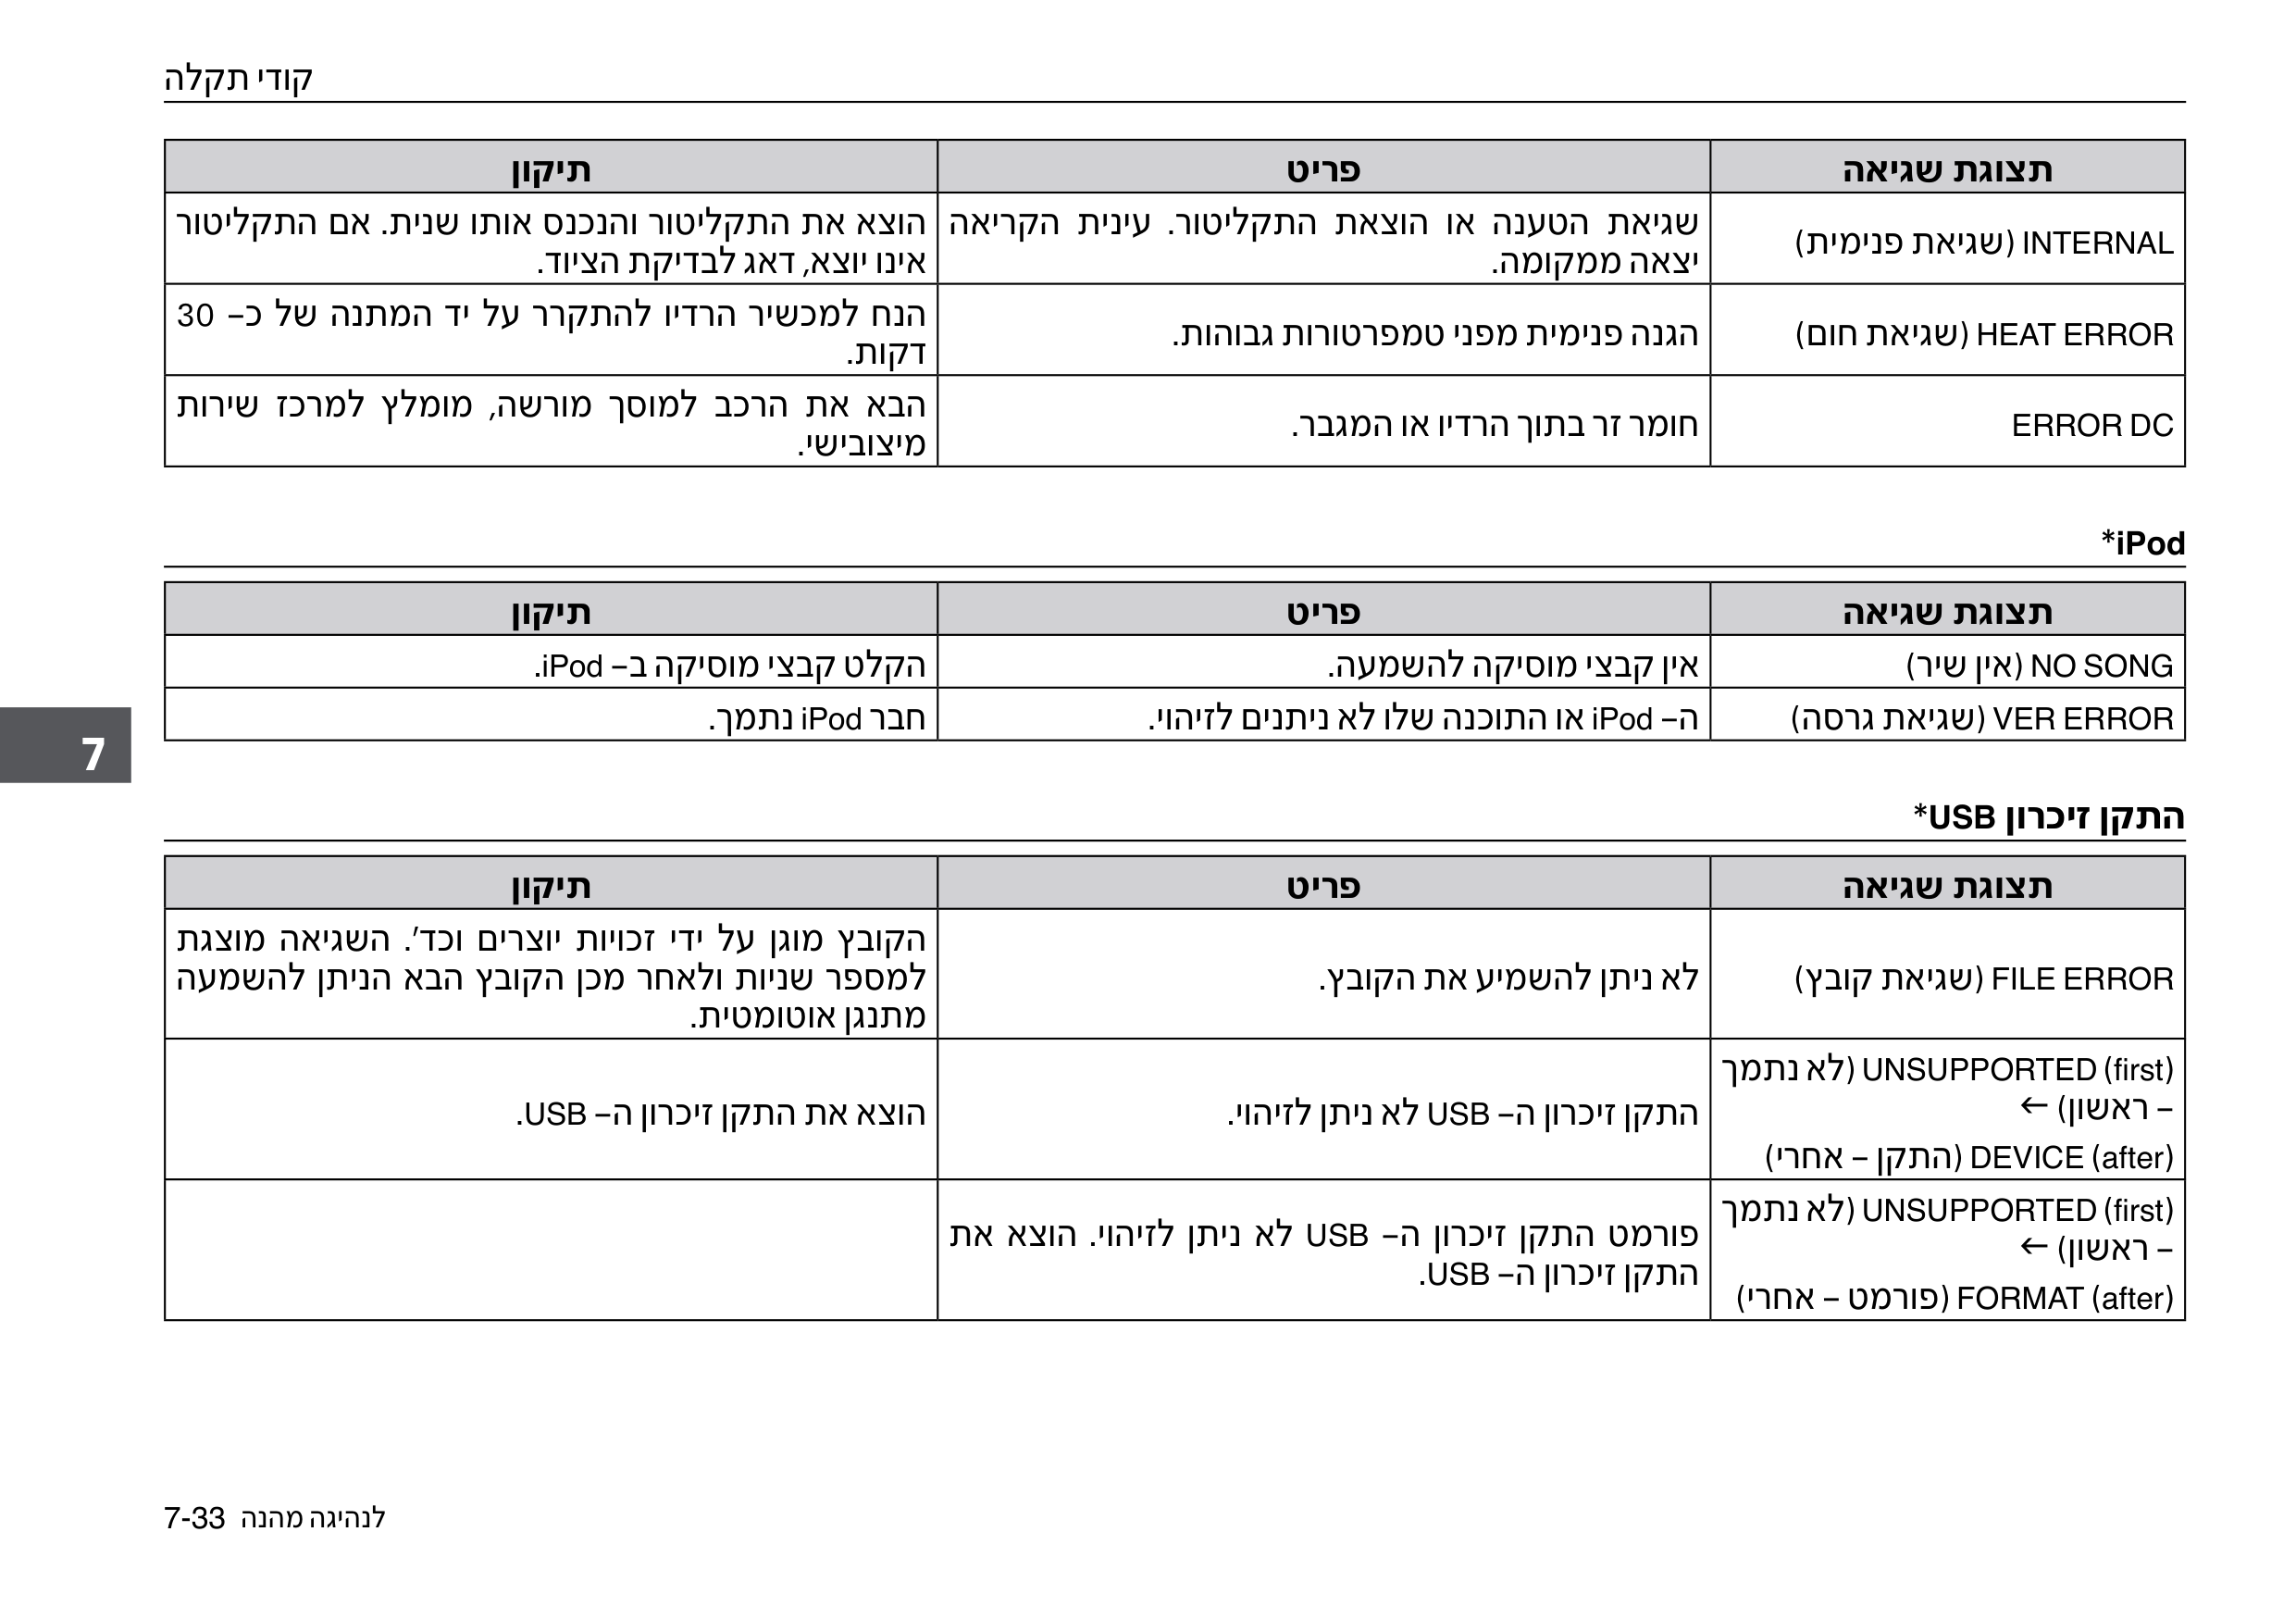 קודי תקלה
תצוגת שגיאה פריט תיקון
INTERNAL (שגיאת פנימית)
שגיאת הטענה או הוצאת התקליטור. עינית הקריאה
יצאה ממקומה.
הוצא את התקליטור והנכנס אותו שנית. אם התקליטור
אינו יוצא, דאג לבדיקת הציוד.
HEAT ERROR (שגיאת חום)
הגנה פנימית מפני טמפרטורות גבוהות.
הנח למכשיר הרדיו להתקרר על יד המתנה של כ– 30
דקות.
ERROR DC
חומר זר בתוך הרדיו או המגבר.
הבא את הרכב למוסך מורשה, מומלץ למרכז שירות
מיצובישי.
iPod*
תצוגת שגיאה פריט תיקון
NO SONG (אין שיר)
אין קבצי מוסיקה להשמעה.
הקלט קבצי מוסיקה ב– iPod.
VER ERROR (שגיאת גרסה)
ה– iPod או התוכנה שלו לא ניתנים לזיהוי.
חבר iPod נתמך.
התקן זיכרון USB*
תצוגת שגיאה פריט תיקון
FILE ERROR (שגיאת קובץ)
לא ניתן להשמיע את הקובץ.
הקובץ מוגן על ידי זכויות יוצרים וכד'. השגיאה מוצגת
למספר שניות ולאחר מכן הקובץ הבא הניתן להשמעה
מתנגן אוטומטית.
UNSUPPORTED (first) (לא נתמך
– ראשון) ←
DEVICE (after) (התקן – אחרי)
התקן זיכרון ה– USB לא ניתן לזיהוי.
הוצא את התקן זיכרון ה– USB.
UNSUPPORTED (first) (לא נתמך
– ראשון) ←
FORMAT (after) (פורמט – אחרי)
פורמט התקן זיכרון ה– USB לא ניתן לזיהוי. הוצא את
התקן זיכרון ה– USB.
7
לנהיגה מהנה 7-33